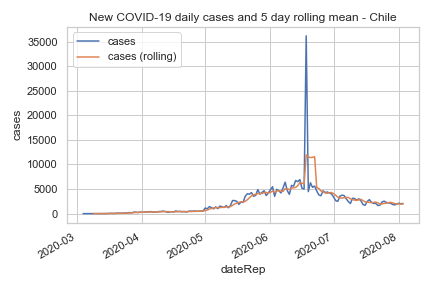 New COVID-19 daily cases and 5 day rolling mean - Chile
cases
cases (rolling)
35000
30000
25000
20000
15000
10000
5000
0
cases
2020-03
2020-04
2020-05
2020-06
2020-07
2020-08
dateRep